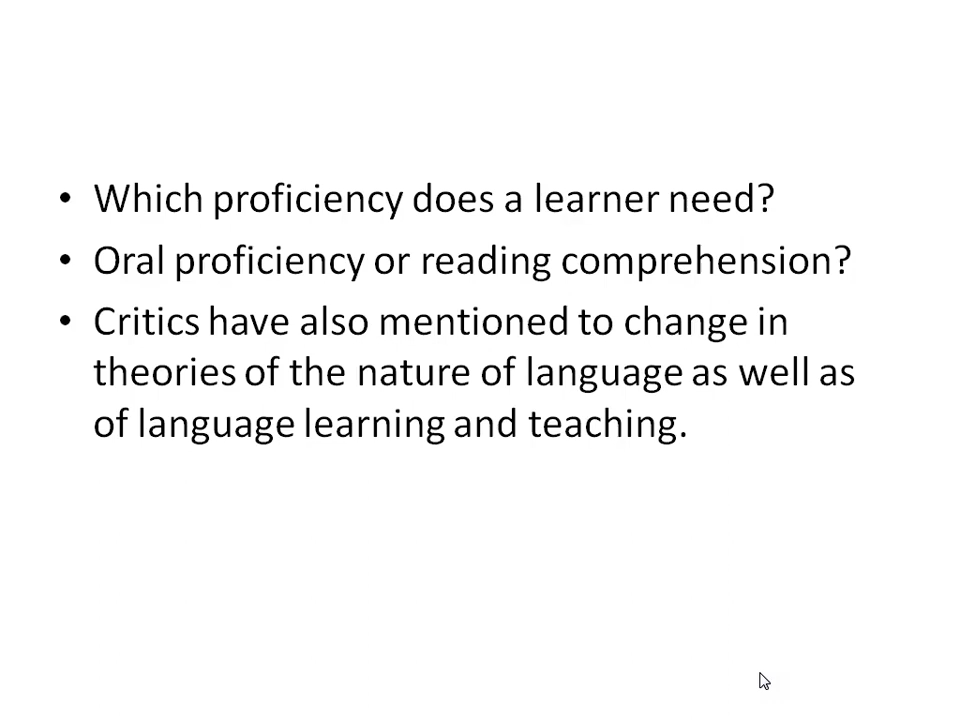 • Which proficiency does a learner need?
• Oral proficiency or reading comprehension?
• Critics have also mentioned to change in
theories of the nature of language as well as
of language learning and teaching.